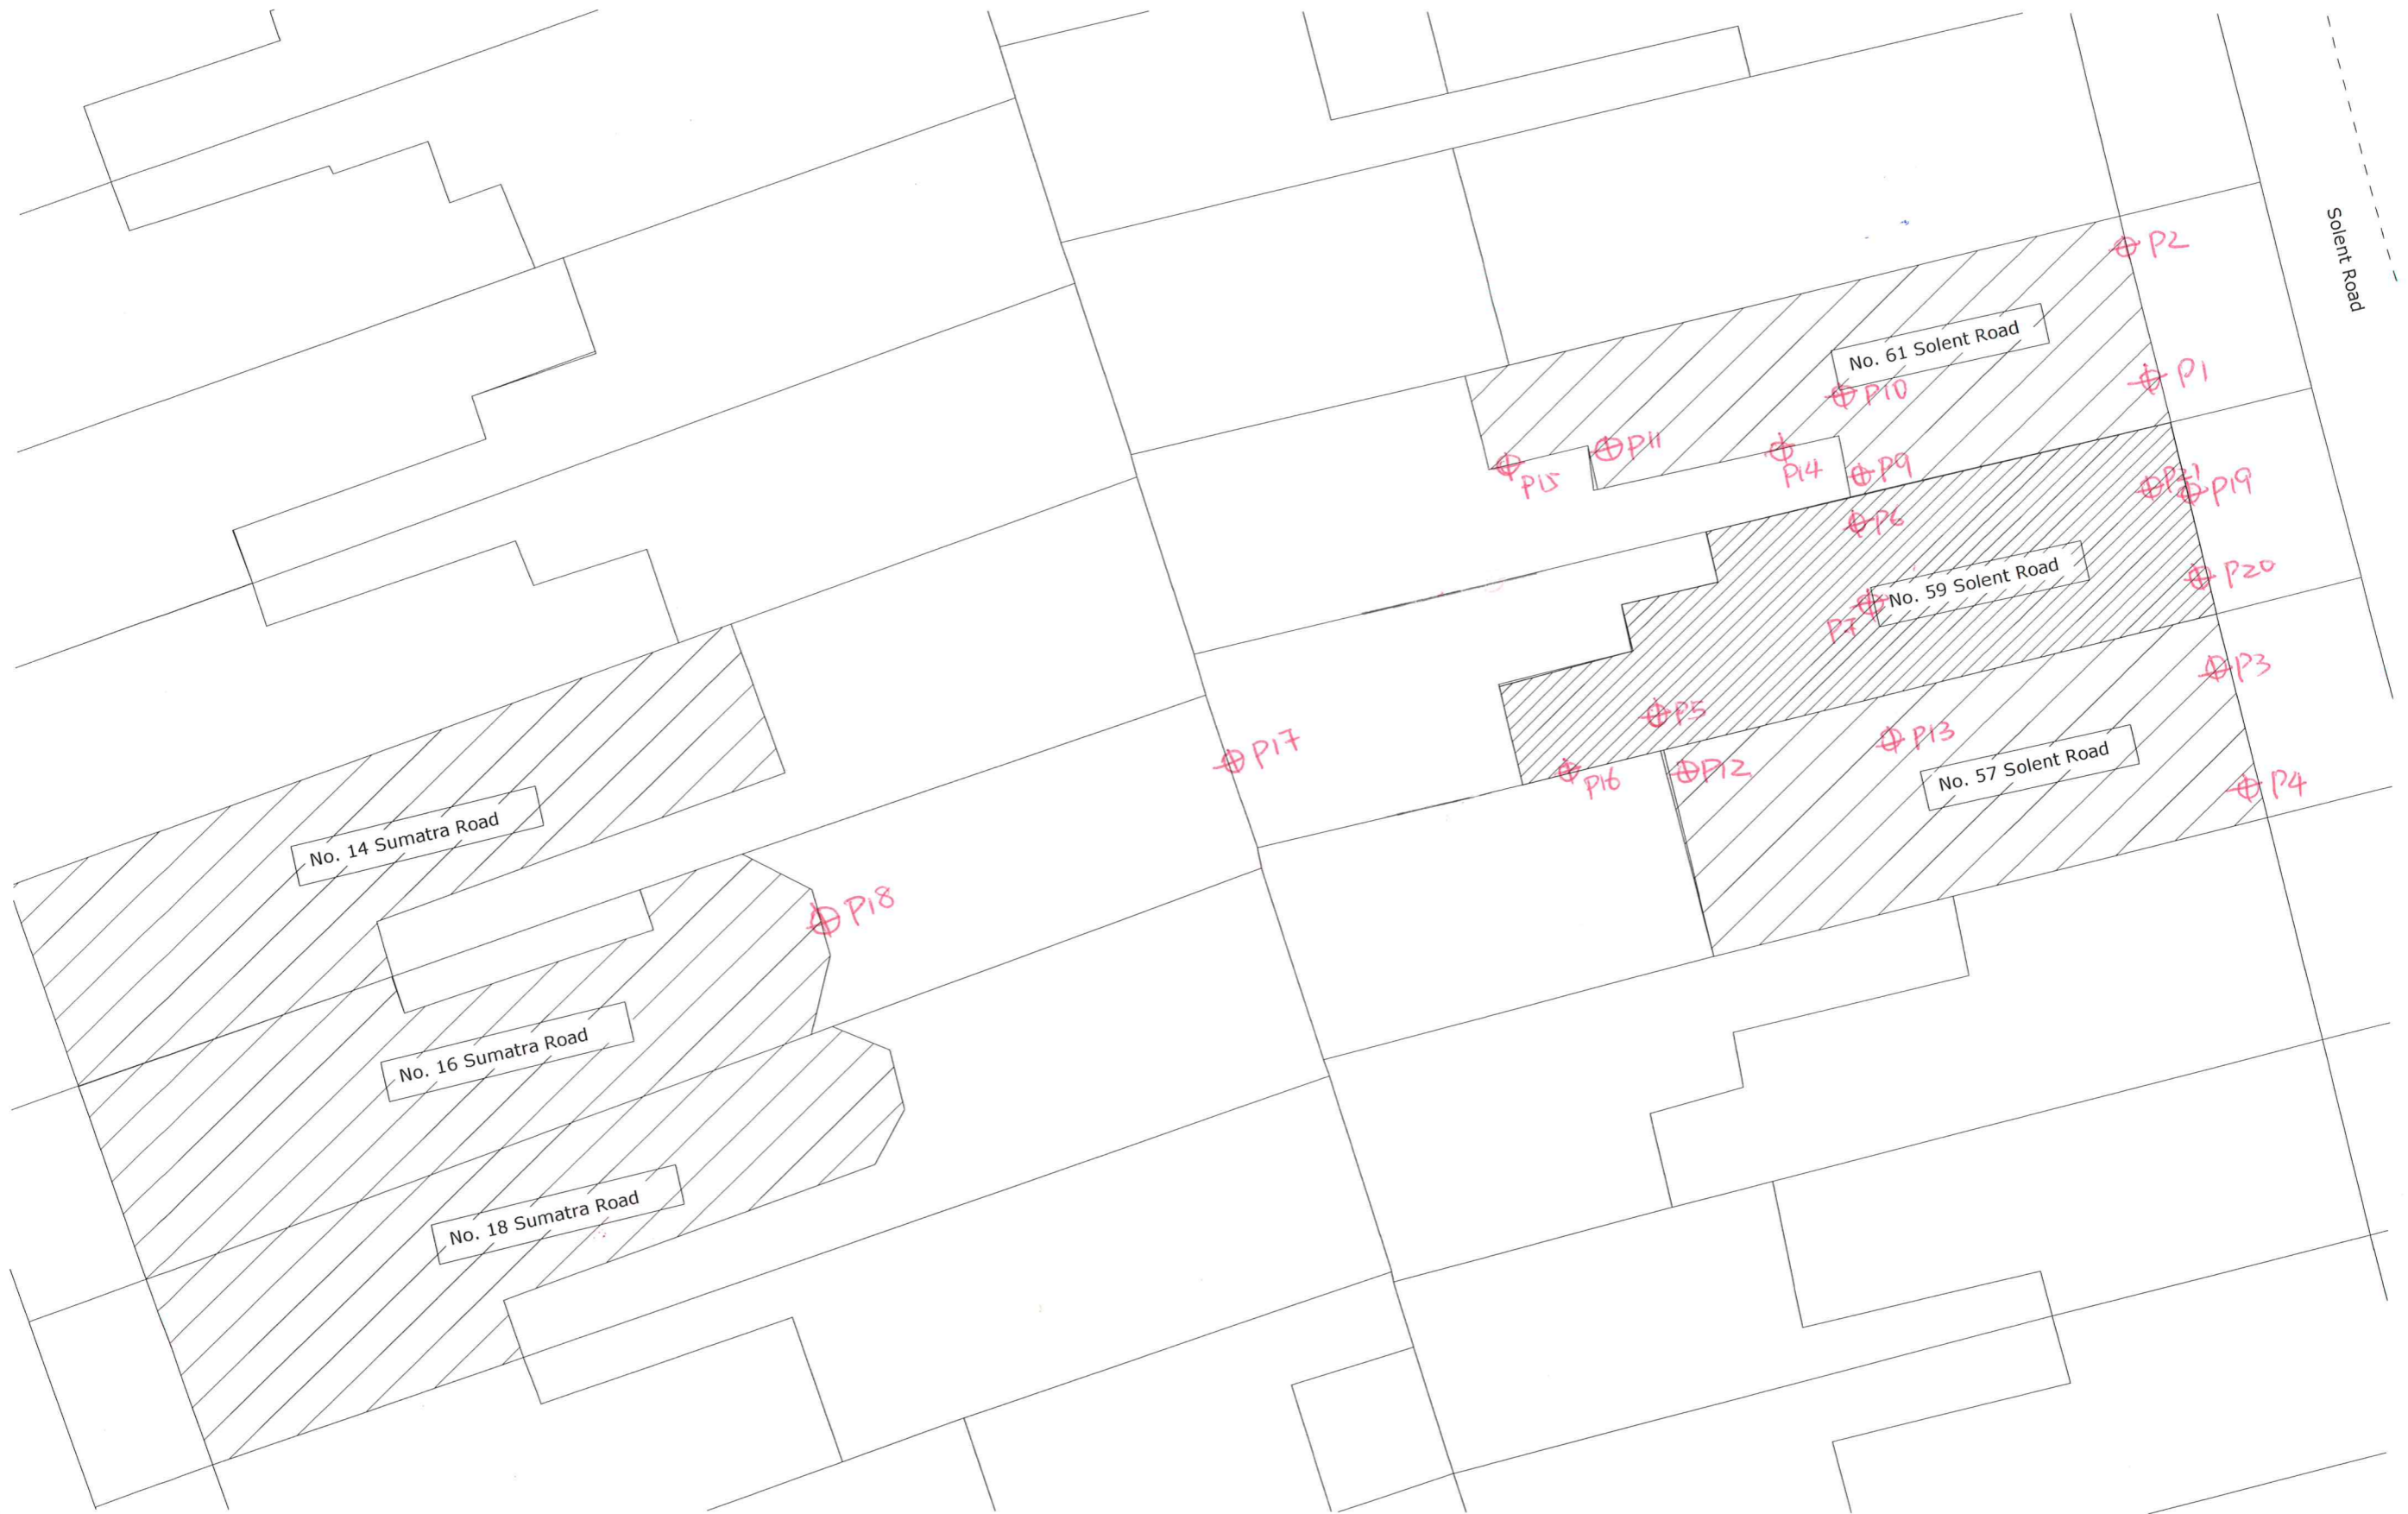 Solent Road
P2
No. 61 Solent Road
P1
P10
P11
P14
P15
P9
P19
P6
P20
No. 59 Solent Road
P7
P3
P5
P13
P17
No. 57 Solent Road
P12
P16
P4
No. 14 Sumatra Road
P18
No. 16 Sumatra Road
No. 18 Sumatra Road